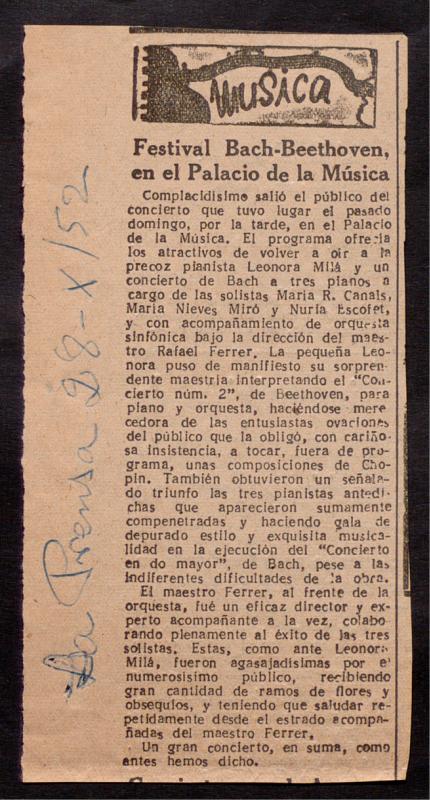 musica
Festival Bach-Beethoven,
en el Palacio de la Música
Complacidísimo salió el público del
concierto que tuvo lugar el pasado
domingo, por la tarde, en el Palacio
de la Música. El programa ofrecía
los atractivos de volver a oir a la
precoz pianista Leonora Milá y un
concierto de Bach a tres pianos a
cargo de las solistas Maria R. Canals,
Maria Nieves Miró y Nuria Escofet,
y con acompañamiento de orquesta
sinfónica bajo la dirección del maes-
tro Rafael Ferrer. La pequeña Leo-
nora puso de manifiesto su sorpren-
dente maestria interpretando el "Con-
cierto núm. 2", de Beethoven, para
piano y orquesta, haciéndose mere-
cedora de las entusiastas ovaciones
del público que la obligó, con cariño-
sa insistencia, a tocar, fuera de pro-
grama, unas composiciones de Cho-
pin. También obtuvieron un señala-
do triunfo las tres pianistas antedi-
chas que aparecieron sumamente
compenetradas y haciendo gala de
depurado estilo y exquisita musica-
lidad en la ejecución del "Concierto
en do mayor", de Bach, pese a las
indiferentes dificultades de la obra.
El maestro Ferrer, al frente de la
orquesta, fué un eficaz director y ex-
perto acompañante a la vez, colabo-
rando plenamente al éxito de las tres
solistas. Estas, como ante Leonora
Milá, fueron agasajadísimas por el
numerosísimo público, recibiendo
gran cantidad de ramos de flores y
obsequios, y teniendo que saludar re-
petidamente desde el estrado acompa-
ñadas del maestro Ferrer.
Un gran concierto, en suma, como
antes hemos dicho.
La Prensa 28-X/52